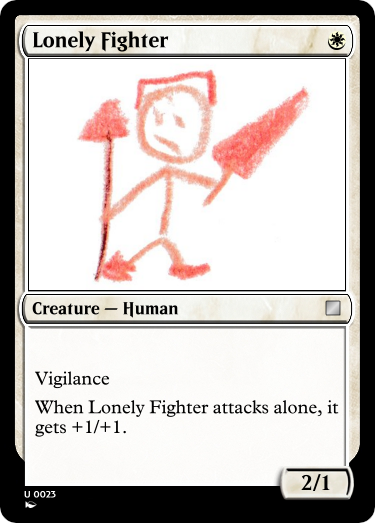 Lonely Fighter
Creature — Human
Vigilance
When Lonely Fighter attacks alone, it
gets +1/+1.
2/1
U 0023